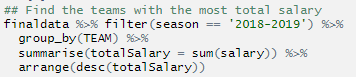 ## Find the teams with the most total salary
finaldata %>% filter(season == '2018-2019') %>%
  group_by(TEAM) %>%
  summarise(totalSalary = sum(salary)) %>%
  arrange(desc(totalSalary))